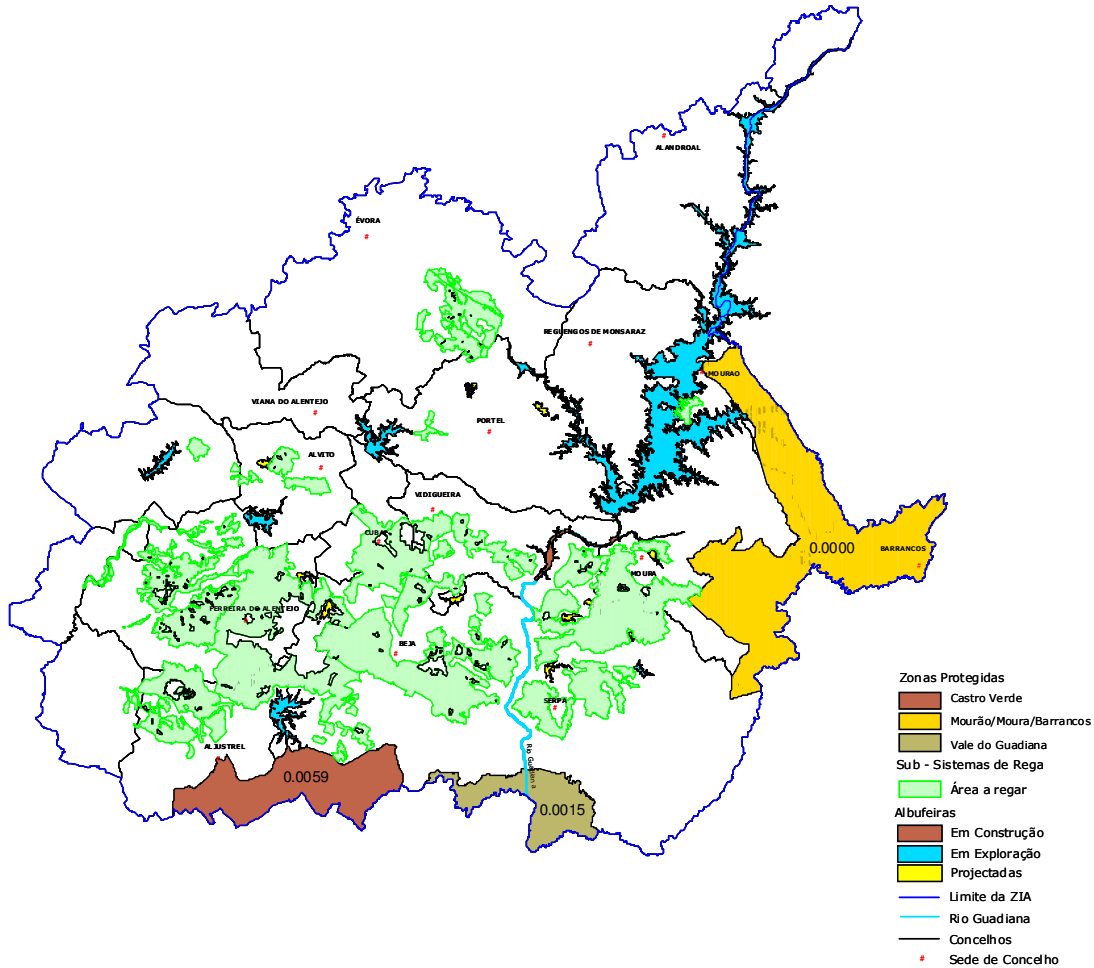 ALANDROAL
#
ÉVORA
#
REGUENGOS DE MONSARAZ
#
MOURAO
VIANA DO ALENTEJO
#
PORTEL
#
ALVITO
#
VIDIGUEIRA
#
CUBA
#
0.0000
BARRANCOS
#
#
MOURA
FERREIRA DO ALENTEJO
#
BEJA
#
SERPA
#
ALJUSTREL
Rio Guadiana
0.0059
0.0015
Zonas Protegidas
Castro Verde
Mourão/Moura/Barrancos
Vale do Guadiana
Sub - Sistemas de Rega
Área a regar
Albufeiras
Em Construção
Em Exploração
Projectadas
Limite da ZIA
Rio Guadiana
Concelhos
# Sede de Concelho